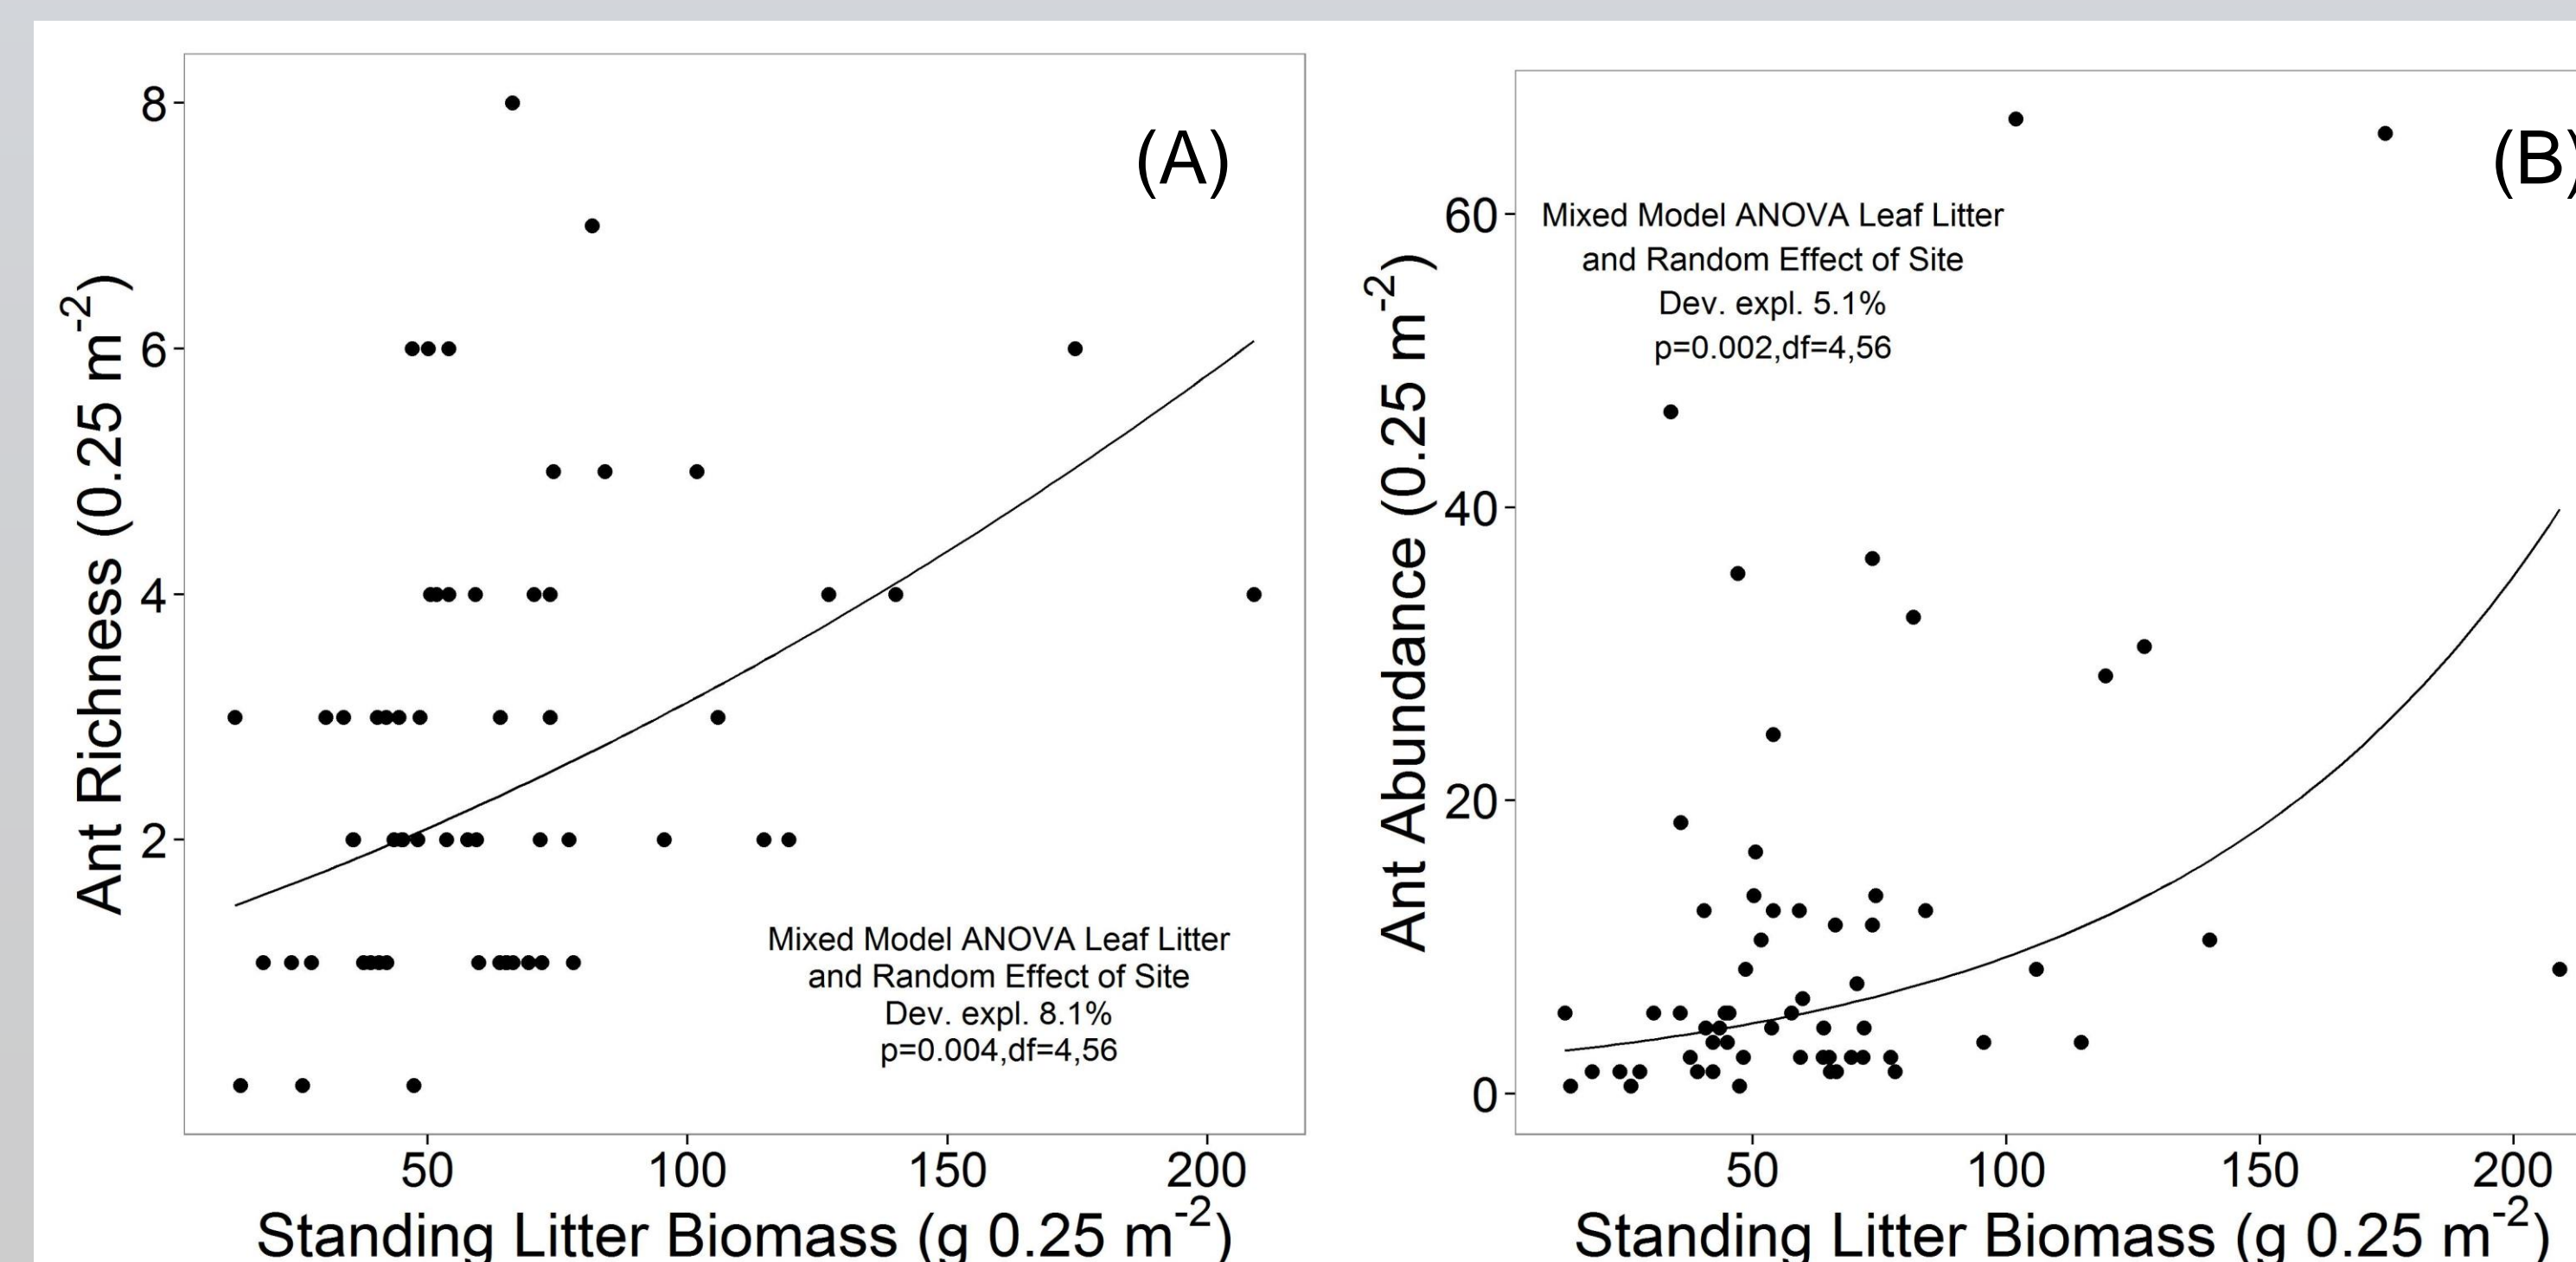 (A)
8
6
4
2
Ant Richness (0.25 m-2)
Mixed Model ANOVA Leaf Litter
and Random Effect of Site
Dev. expl. 8.1%
p=0.004,df=4,56
50 100 150 200
Standing Litter Biomass (g 0.25 m-2)
(B)
60
40
20
0
Ant Abundance (0.25 m-2)
Mixed Model ANOVA Leaf Litter
and Random Effect of Site
Dev. expl. 5.1%
p=0.002,df=4,56
50 100 150 200
Standing Litter Biomass (g 0.25 m-2)